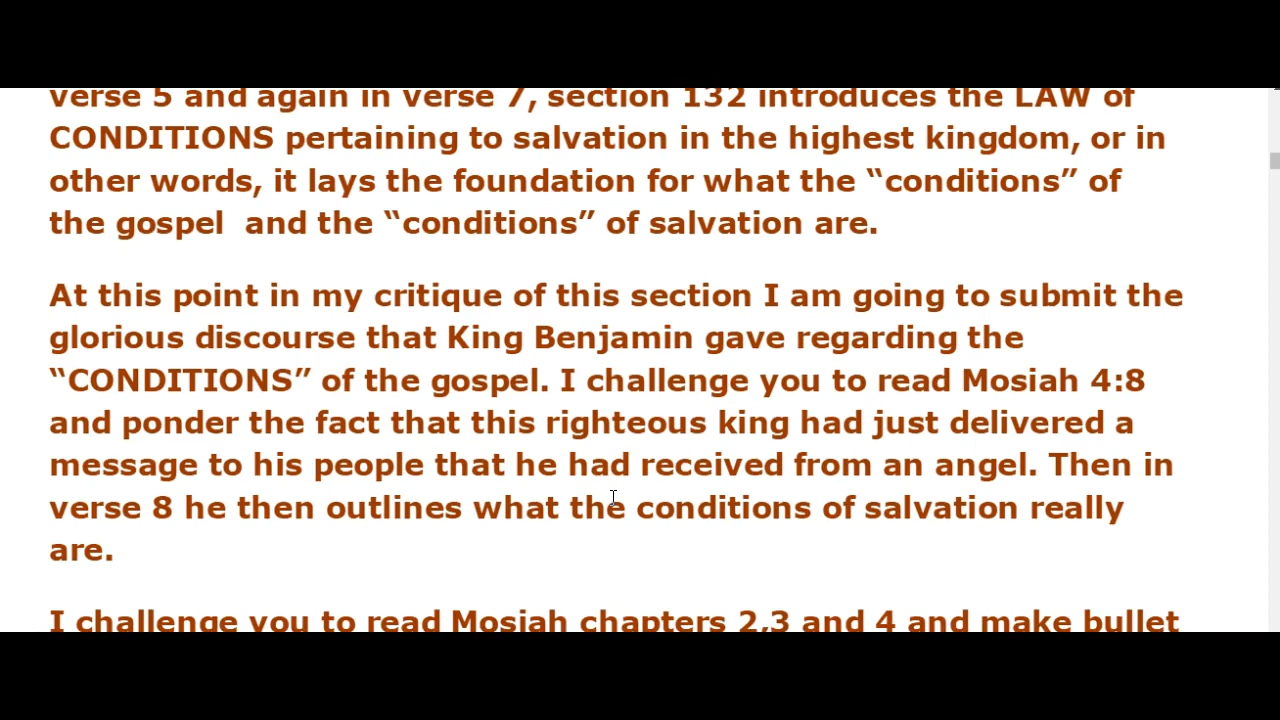 verse 5 and again in verse 7, section 132 introduces the LAW of
CONDITIONS pertaining to salvation in the highest kingdom, or in
other words, it lays the foundation for what the “conditions” of
the gospel  and the “conditions” of salvation are.
At this point in my critique of this section I am going to submit the
glorious discourse that King Benjamin gave regarding the
“CONDITIONS” of the gospel. I challenge you to read Mosiah 4:8
and ponder the fact that this righteous king had just delivered a
message to his people that he had received from an angel. Then in
verse 8 he then outlines what the conditions of salvation really
are.
I challenge you to read Mosiah chapters 2,3 and 4 and make bullet